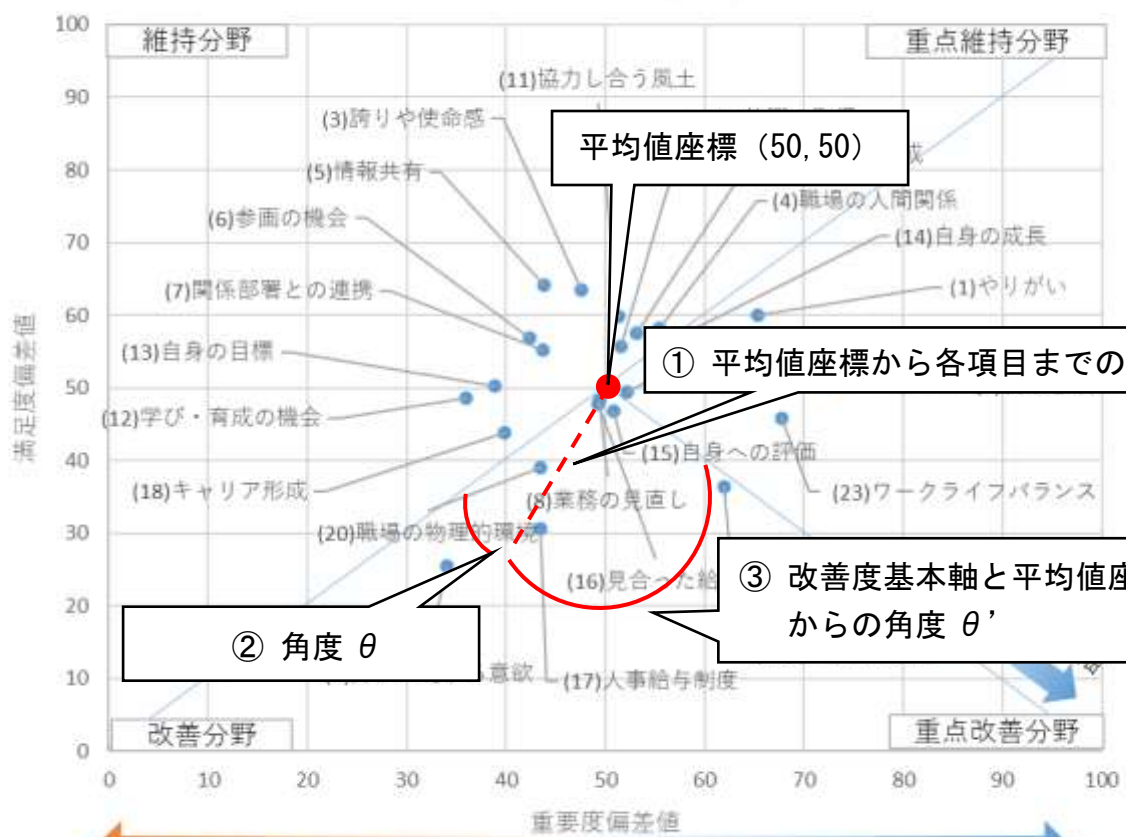 100
90
80
70
60
50
40
30
20
10
0
維持分野
重点維持分野
(11)協力し合う風土
(3)誇りや使命感
平均値座標（50,50）
成
(5)情報共有
(4)職場の人間関係
(6)参画の機会
(14)自身の成長
(7)関係部署との連携
(1)やりがい
(13)自身の目標
① 平均値座標から各項目までの
(12)学び・育成の機会
(15)自身への評価
(18)キャリア形成
(8)業務の見直し
(23)ワークライフバランス
(20)職場の物理的環境
(16)見合った給
③ 改善度基本軸と平均値座
からの角度 θ’
② 角度 θ
る意欲
(17)人事給与制度
改善分野
重点改善分野
0 10 20 30 40 50 60 70 80 90 100
満足度偏差値
重要度偏差値